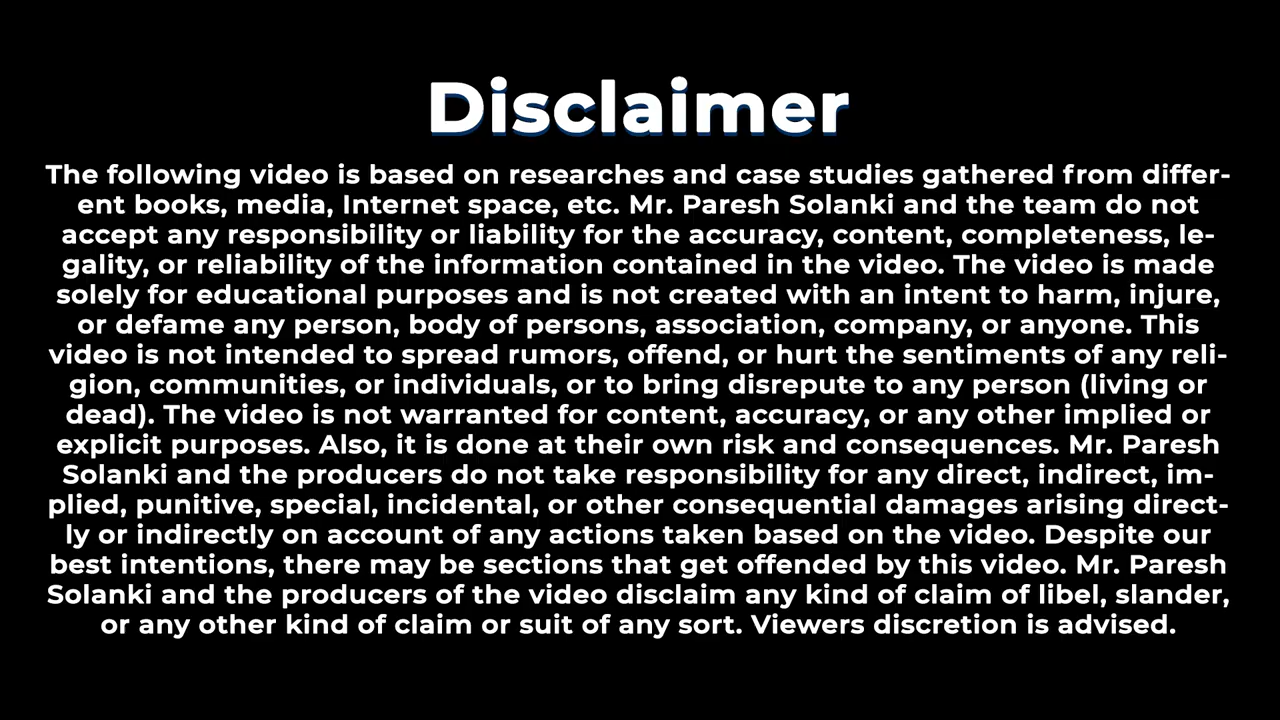 Disclaimer
The following video is based on researches and case studies gathered from differ-
ent books, media, Internet space, etc. Mr. Paresh Solanki and the team do not
accept any responsibility or liability for the accuracy, content, completeness, le-
gality, or reliability of the information contained in the video. The video is made
solely for educational purposes and is not created with an intent to harm, injure,
or defame any person, body of persons, association, company, or anyone. This
video is not intended to spread rumors, offend, or hurt the sentiments of any reli-
gion, communities, or individuals, or to bring disrepute to any person (living or
dead). The video is not warranted for content, accuracy, or any other implied or
explicit purposes. Also, it is done at their own risk and consequences. Mr. Paresh
Solanki and the producers do not take responsibility for any direct, indirect, im-
plied, punitive, special, incidental, or other consequential damages arising direct-
ly or indirectly on account of any actions taken based on the video. Despite our
best intentions, there may be sections that get offended by this video. Mr. Paresh
Solanki and the producers of the video disclaim any kind of claim of libel, slander,
or any other kind of claim or suit of any sort. Viewers discretion is advised.